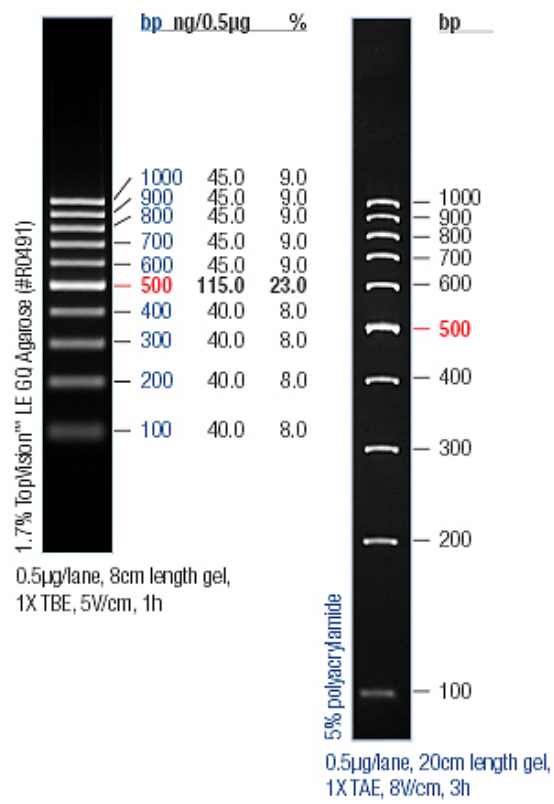 bp ng/0.5µg %
1000 45.0 9.0
900 45.0 9.0
800 45.0 9.0
700 45.0 9.0
600 45.0 9.0
500 115.0 23.0
400 40.0 8.0
300 40.0 8.0
200 40.0 8.0
100 40.0 8.0
1.7% TopVision™ LE GQ Agarose (#R0491)
0.5µg/lane, 8cm length gel,
1X TBE, 5V/cm, 1h
bp
1000
900
800
700
600
500
400
300
200
100
5% polyacrylamide
0.5µg/lane, 20cm length gel,
1X TAE, 8V/cm, 3h